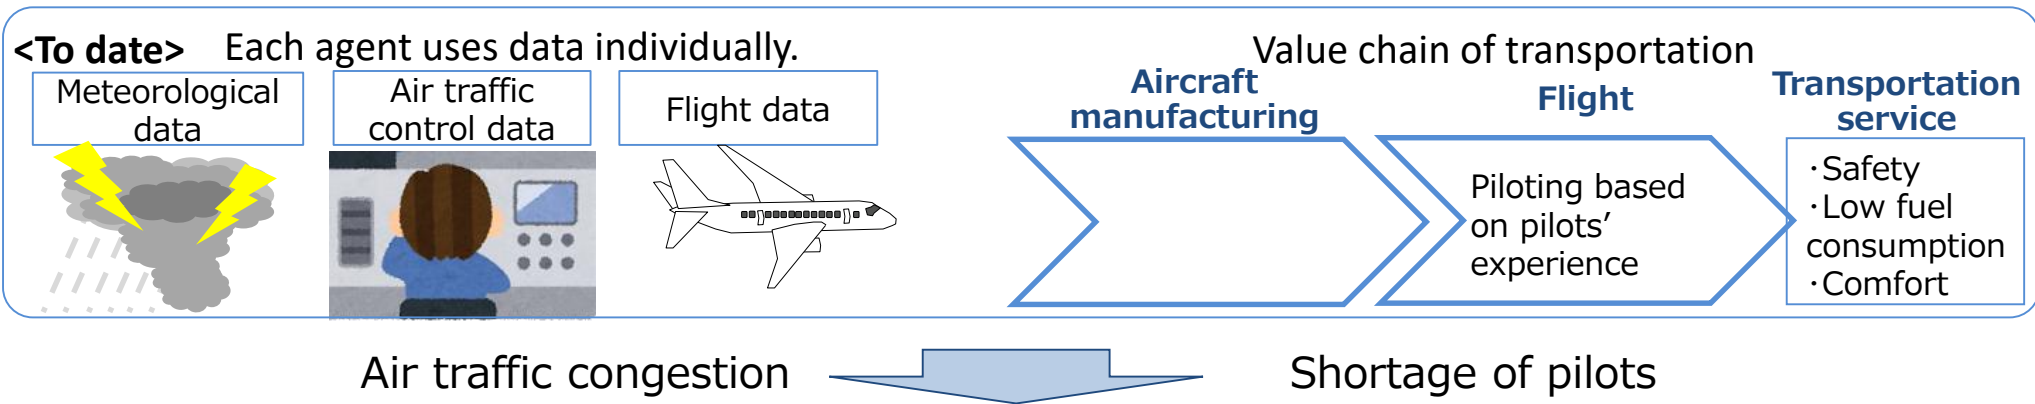 <To date> Each agent uses data individually.
Meteorological
data
Air traffic
control data
Flight data
Value chain of transportation
Aircraft
manufacturing
Flight
Piloting based
on pilots’
experience
Transportation
service
･Safety
･Low fuel
consumption
･Comfort
Air traffic congestion
Shortage of pilots